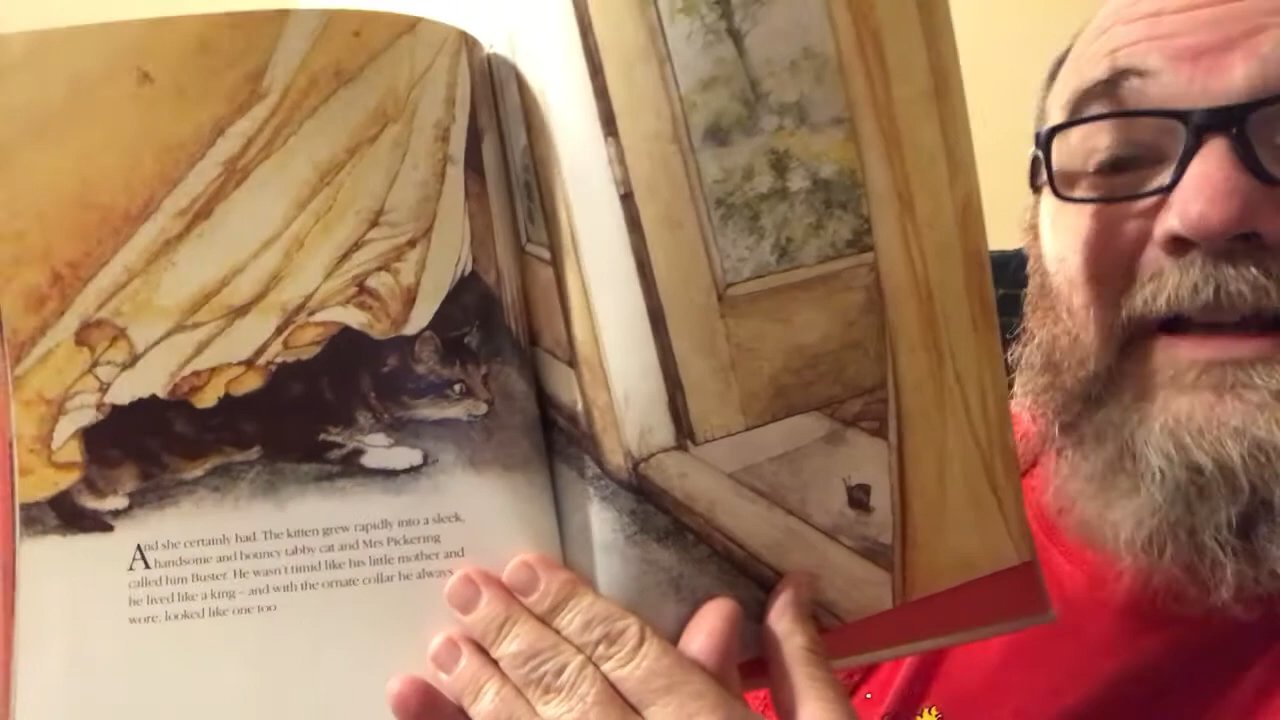 And she certainly had. The kitten grew rapidly into a sleek,
handsome and bouncy tabby cat and Mrs Pickering
called him Buster. He wasn't timid like his little mother and
he lived like a king – and with the ornate collar he always
wore, looked like one too.